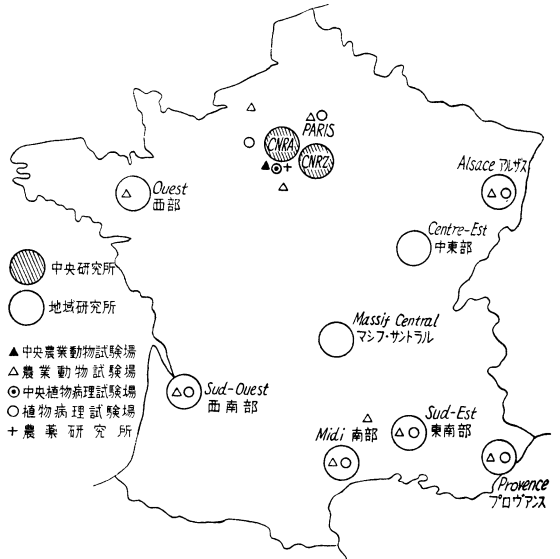 PARIS
CNRA
CNRZ
Alsace アルザス
Ouest
西部
Centre-Est
中東部
中央研究所
地域研究所
Massif Central
マシフ・サントラル
▲中央農業動物試験場
△農業動物試験場
◉中央植物病理試験場
○植物病理試験場
+農薬研究所
Sud-Ouest
西南部
Midi 南部
Sud-Est
東南部
Provence
プロヴァンス